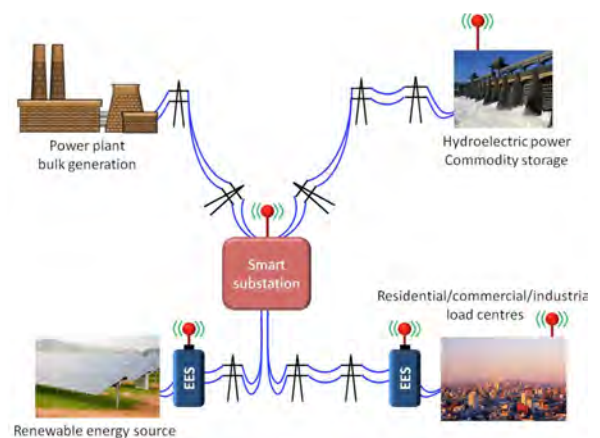 Power plant
bulk generation
Hydroelectric power
Commodity storage
Smart
substation
Residential/commercial/industria
load centres
EES
EES
Renewable energy source